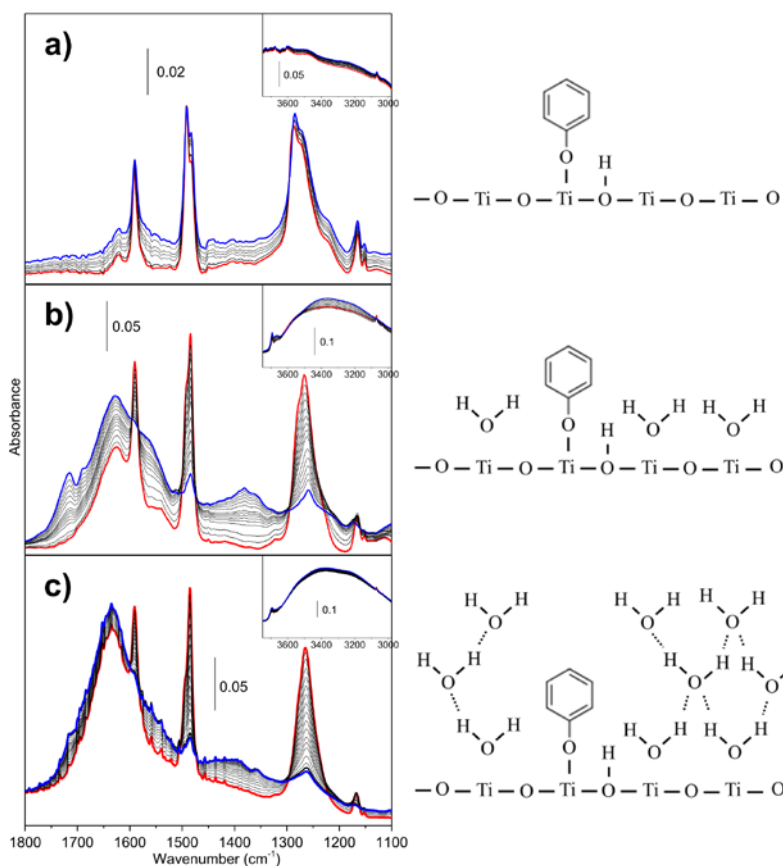 a)
0.02
0.05
3600 3400 3200 3000
H
O
H
– O – Ti – O – Ti – O – Ti – O – Ti – O
b)
0.05
0.1
3600 3400 3200 3000
Absorbance
H H
O
O
H
H H
O
H H
O
– O – Ti – O – Ti – O – Ti – O – Ti – O
c)
0.05
0.1
3600 3400 3200 3000
H H
O
H H
O
H H
O
H H
O
H H
O
H
O
H H
O
O
H
H H
O
H H
O
– O – Ti – O – Ti – O – Ti – O – Ti – O
1800 1700 1600 1500 1400 1300 1200 1100
Wavenumber (cm⁻¹)